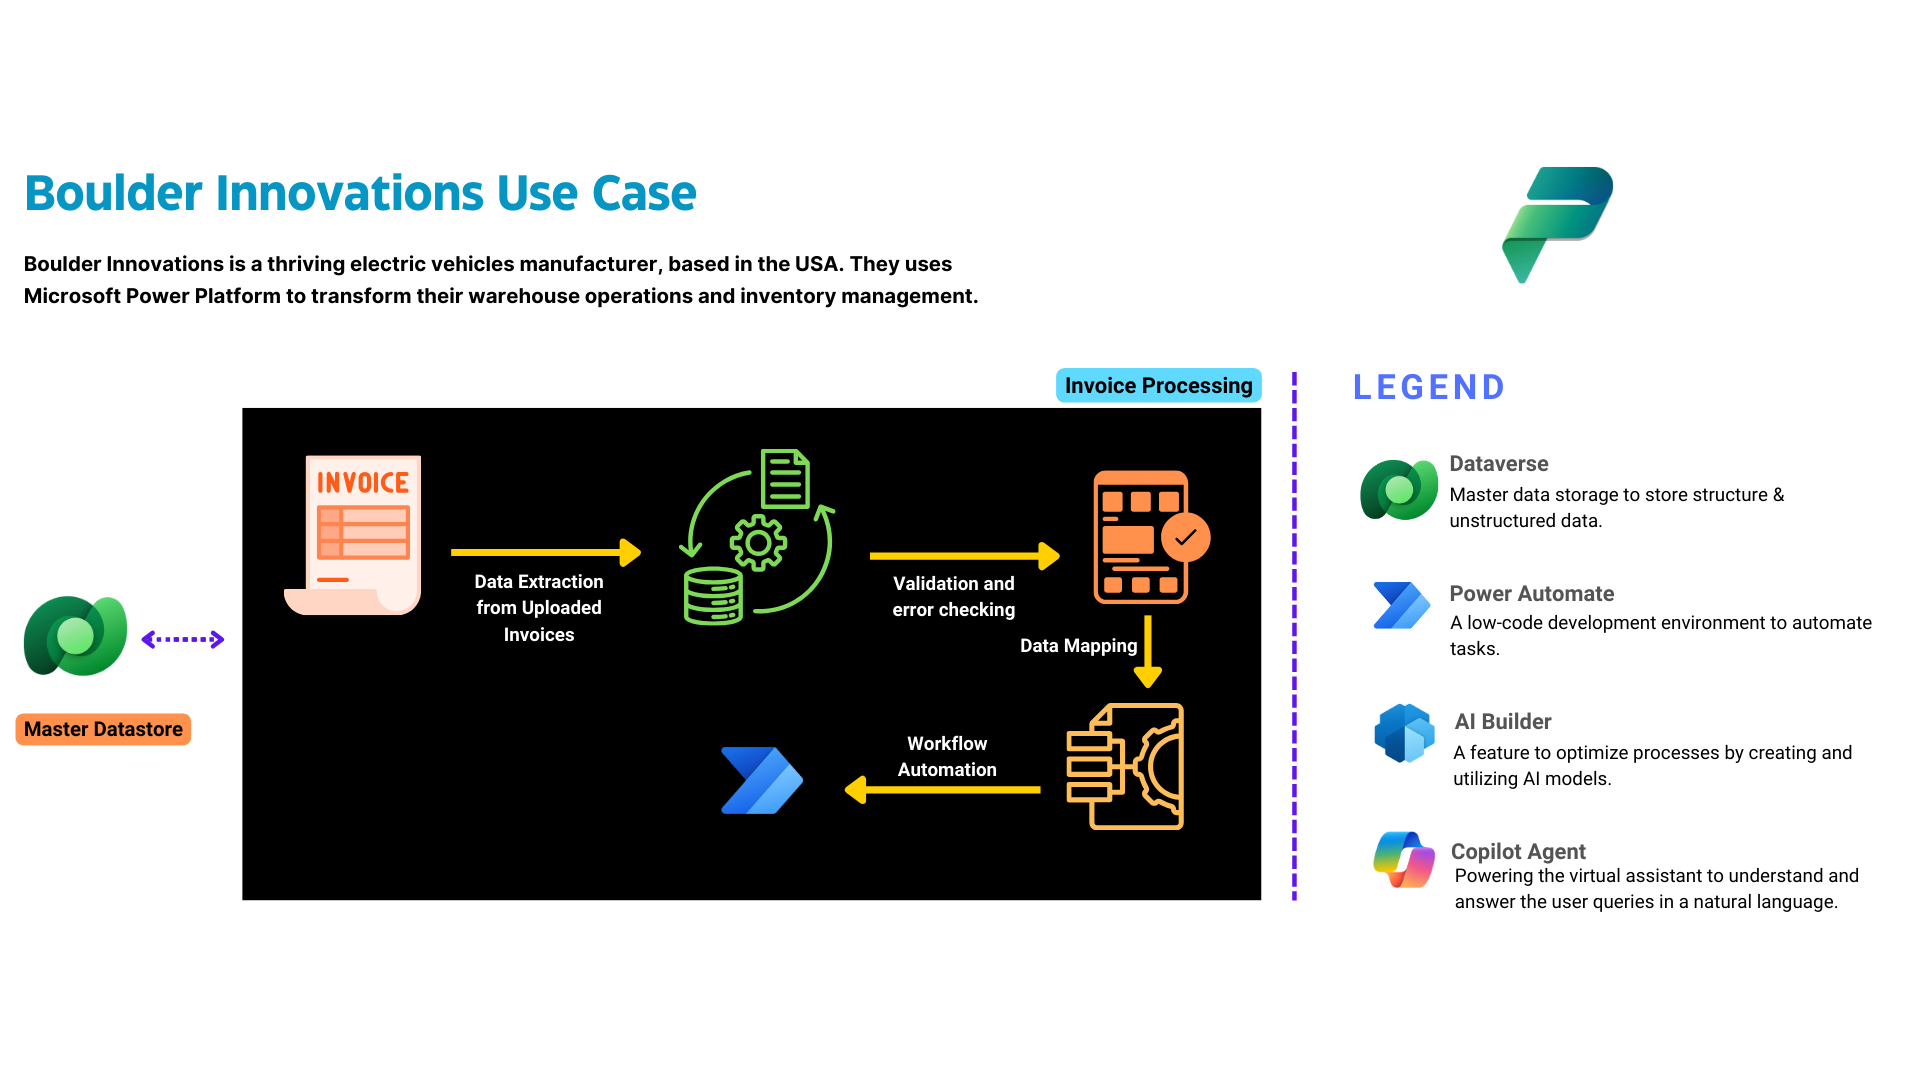 Boulder Innovations Use Case
Boulder Innovations is a thriving electric vehicles manufacturer, based in the USA. They uses
Microsoft Power Platform to transform their warehouse operations and inventory management.
Invoice Processing
INVOICE
Data Extraction
from Uploaded
Invoices
Validation and
error checking
Data Mapping
Workflow
Automation
Master Datastore
LEGEND
Dataverse
Master data storage to store structure &
unstructured data.
Power Automate
A low-code development environment to automate
tasks.
AI Builder
A feature to optimize processes by creating and
utilizing AI models.
Copilot Agent
Powering the virtual assistant to understand and
answer the user queries in a natural language.